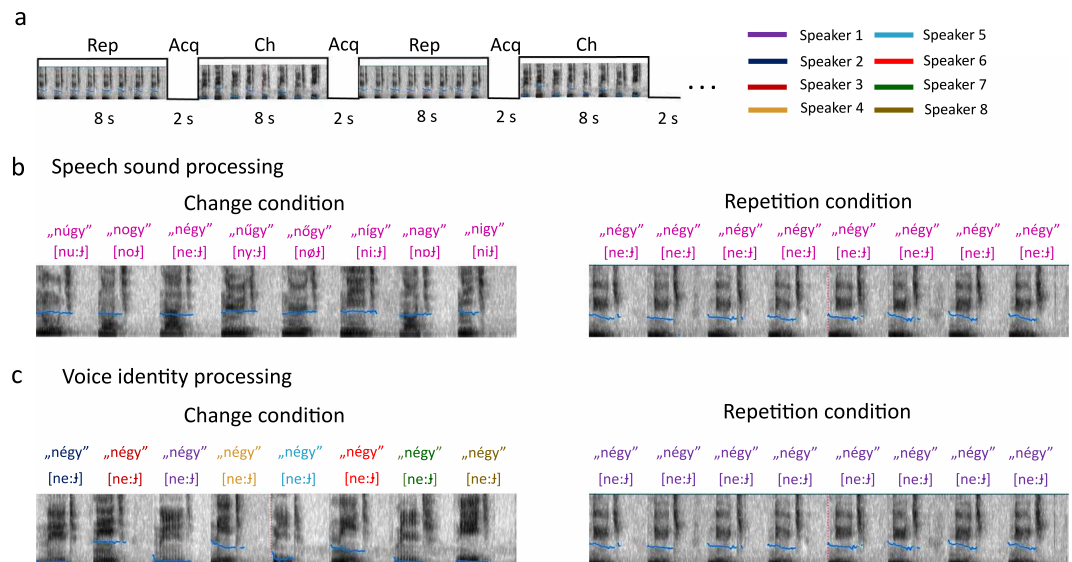 a
Rep Acq Ch Acq Rep Acq Ch
8 s 2 s 8 s 2 s 8 s 2 s 8 s 2 s
...
Speaker 1 Speaker 5
Speaker 2 Speaker 6
Speaker 3 Speaker 7
Speaker 4 Speaker 8
b Speech sound processing
Change condition
„núgy” „nogy” „négy” „nűgy” „nőgy” „nígy” „nagy” „nigy”
[nu:ɟ] [noɟ] [ne:ɟ] [ny:ɟ] [nøɟ] [ni:ɟ] [nɒɟ] [niɟ]
Repetition condition
„négy” „négy” „négy” „négy” „négy” „négy” „négy” „négy”
[ne:ɟ] [ne:ɟ] [ne:ɟ] [ne:ɟ] [ne:ɟ] [ne:ɟ] [ne:ɟ] [ne:ɟ]
c Voice identity processing
Change condition
„négy” „négy” „négy” „négy” „négy” „négy” „négy” „négy”
[ne:ɟ] [ne:ɟ] [ne:ɟ] [ne:ɟ] [ne:ɟ] [ne:ɟ] [ne:ɟ] [ne:ɟ]
Repetition condition
„négy” „négy” „négy” „négy” „négy” „négy” „négy” „négy”
[ne:ɟ] [ne:ɟ] [ne:ɟ] [ne:ɟ] [ne:ɟ] [ne:ɟ] [ne:ɟ] [ne:ɟ]